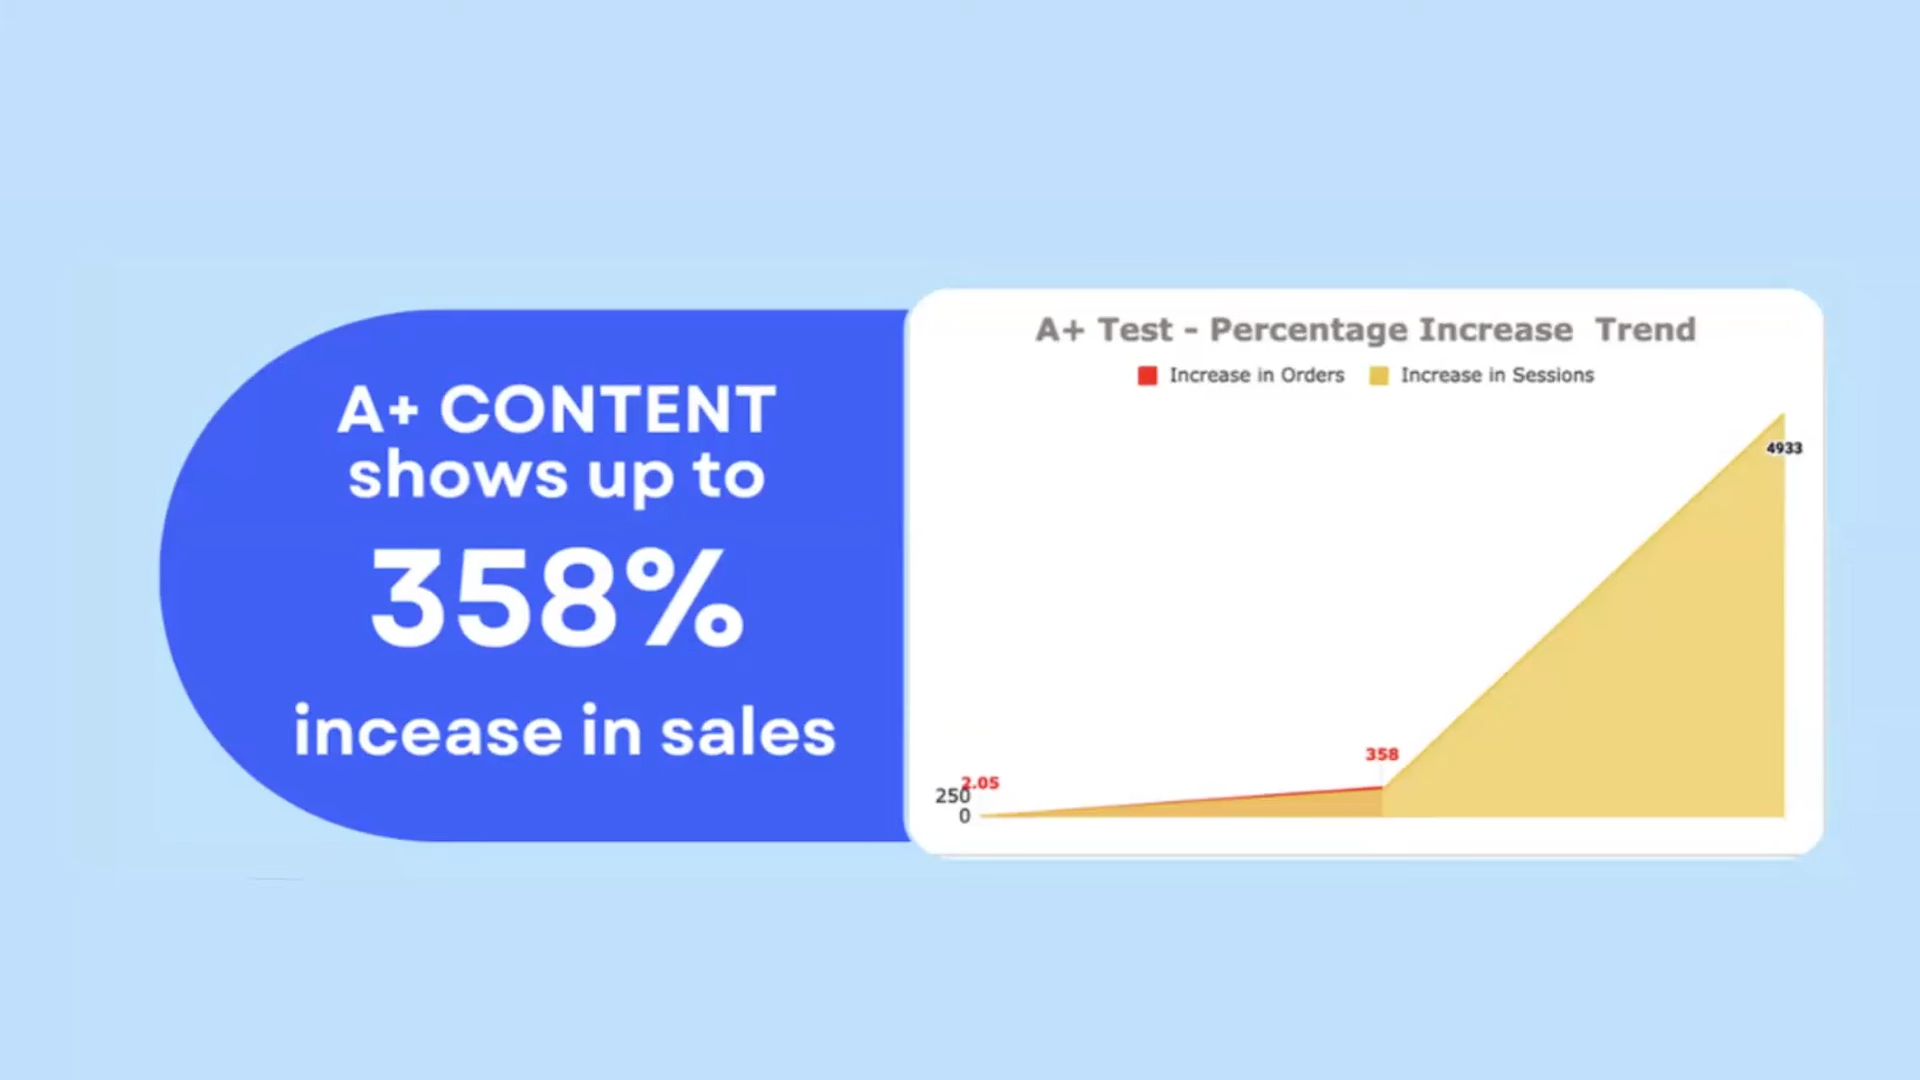 A+ CONTENT
shows up to
358%
incease in sales
A+ Test - Percentage Increase Trend
Increase in Orders
Increase in Sessions
4933
358
2.05
250
0